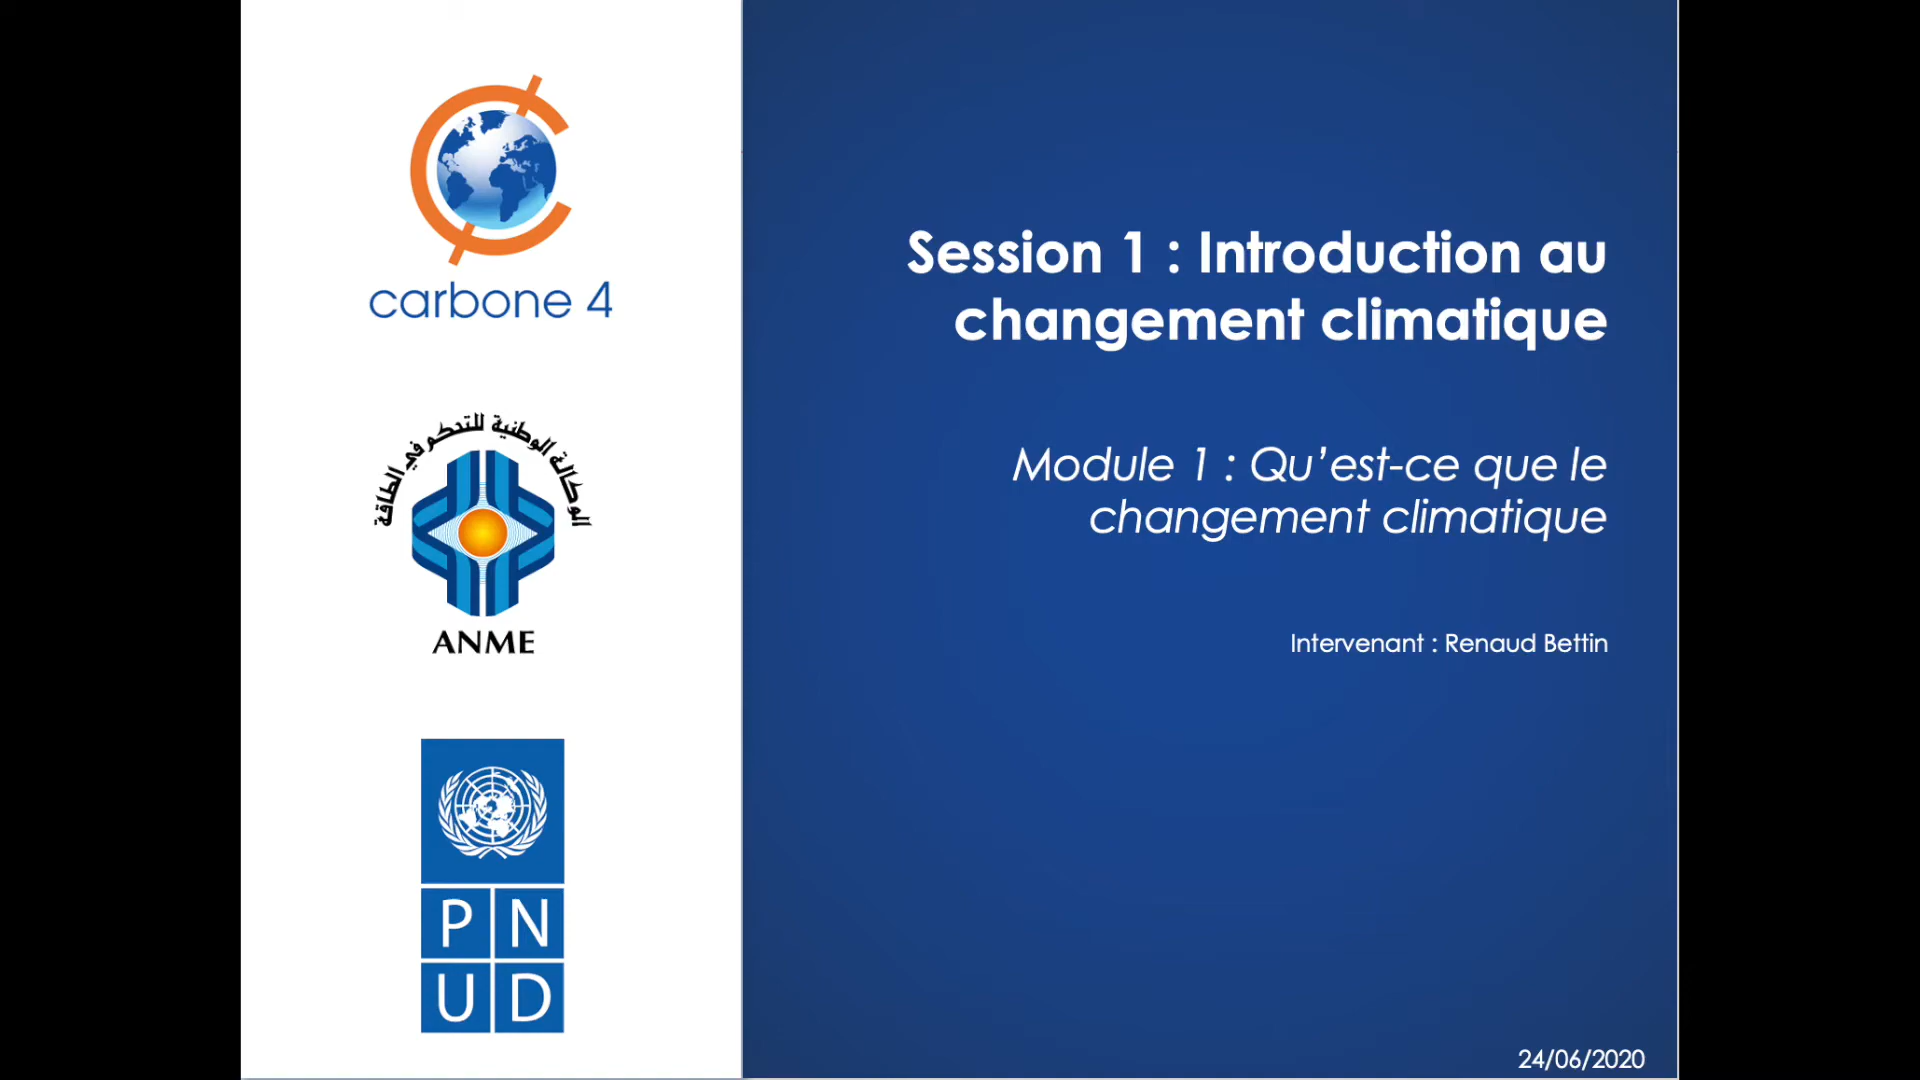 carbone 4
الوكالة الوطنية للتحكم في الطاقة
ANME
P N
U D
Session 1 : Introduction au
changement climatique
Module 1 : Qu’est-ce que le
changement climatique
Intervenant : Renaud Bettin
24/06/2020